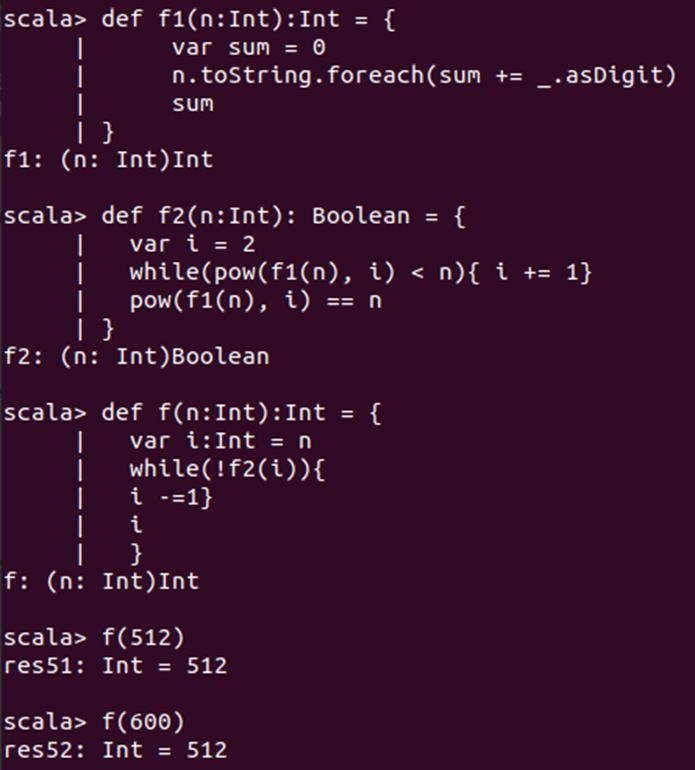 scala> def f1(n:Int):Int = {
     |      var sum = 0
     |      n.toString.foreach(sum += _.asDigit)
     |      sum
     | }
f1: (n: Int)Int
scala> def f2(n:Int): Boolean = {
     |   var i = 2
     |   while(pow(f1(n), i) < n){ i += 1}
     |   pow(f1(n), i) == n
     | }
f2: (n: Int)Boolean
scala> def f(n:Int):Int = {
     |   var i:Int = n
     |   while(!f2(i)){
     |   i -=1}
     |   i
     |   }
f: (n: Int)Int
scala> f(512)
res51: Int = 512
scala> f(600)
res52: Int = 512